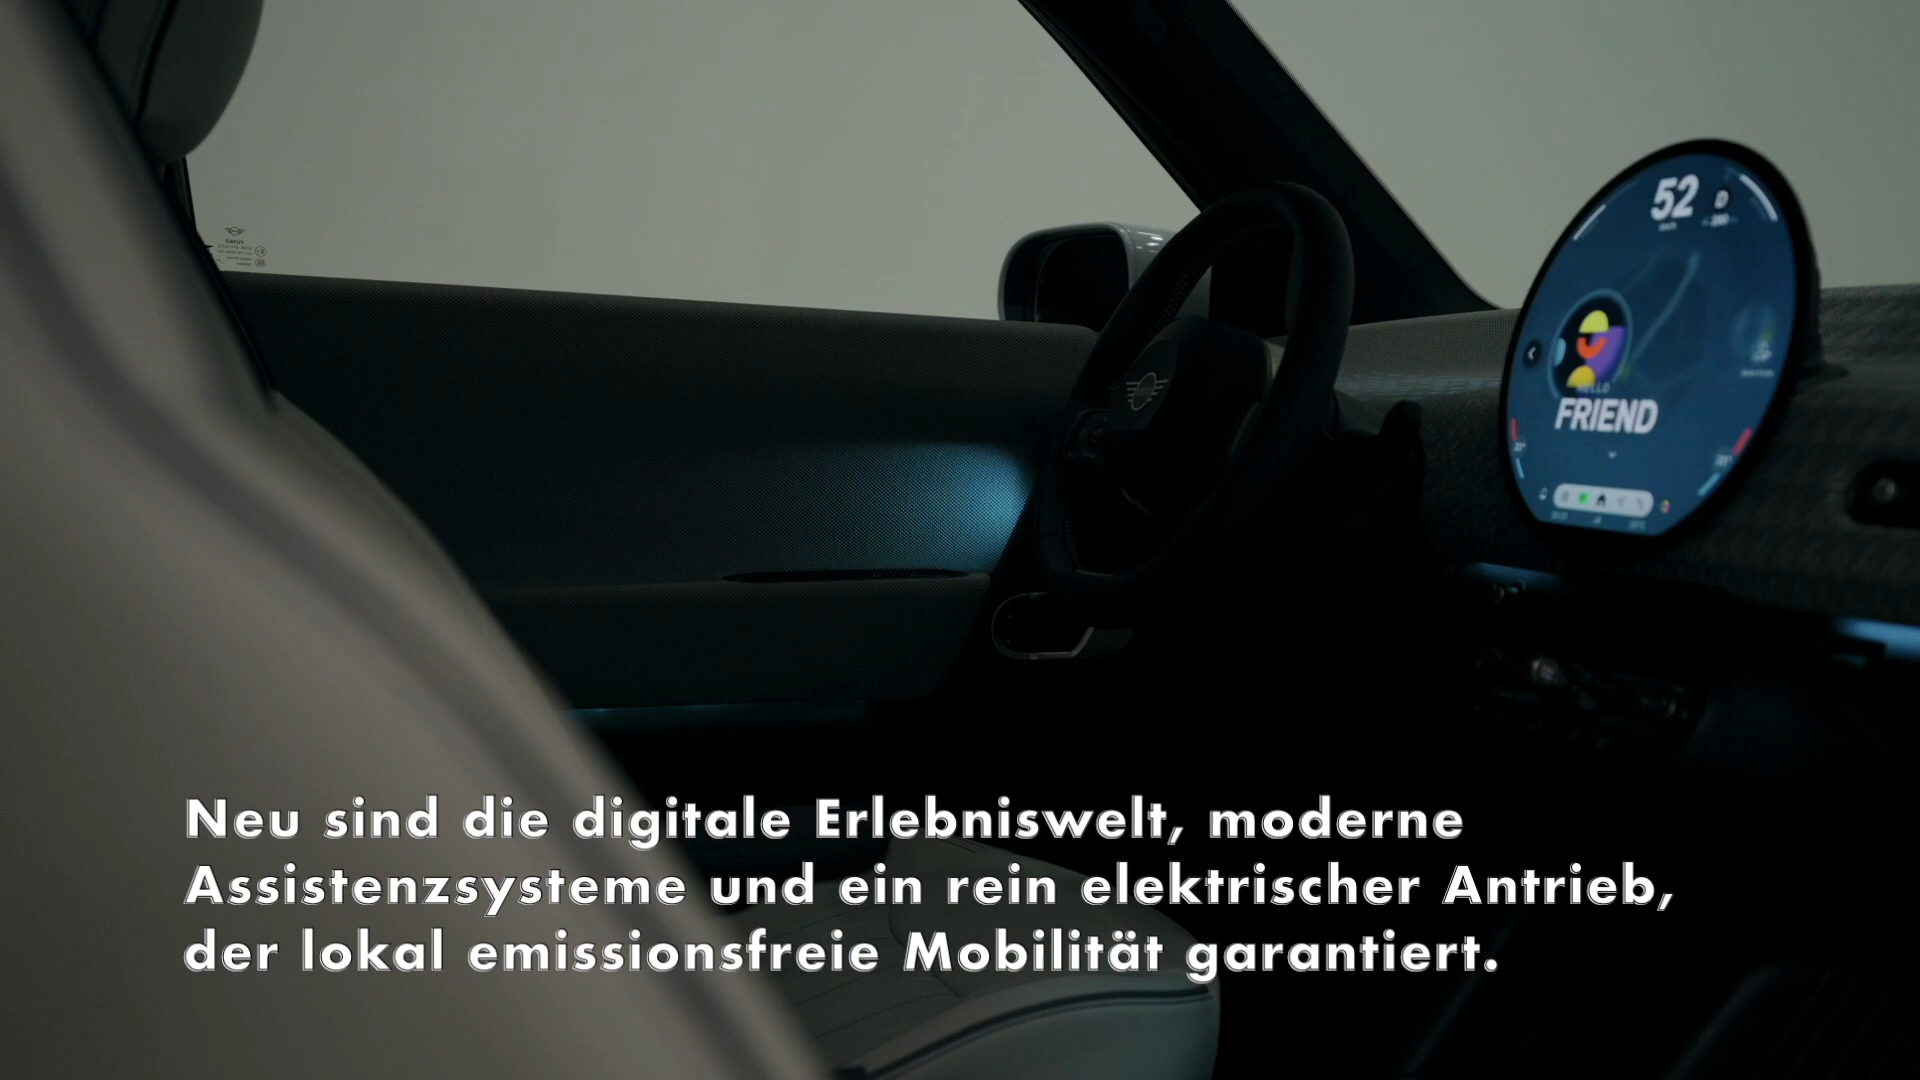 52
D
HELLO
FRIEND
Neu sind die digitale Erlebniswelt, moderne
Assistenzsysteme und ein rein elektrischer Antrieb,
der lokal emissionsfreie Mobilität garantiert.